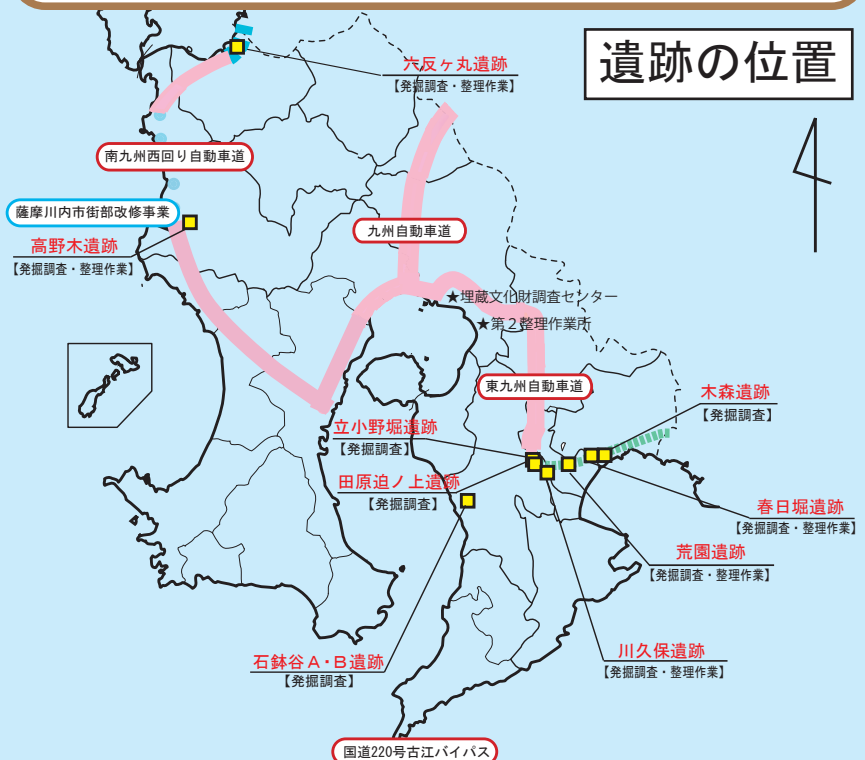 遺跡の位置
六反ヶ丸遺跡
【発掘調査・整理作業】
南九州西回り自動車道
薩摩川内市街部改修事業
高野木遺跡
【発掘調査・整理作業】
九州自動車道
★埋蔵文化財調査センター
★第2整理作業所
東九州自動車道
木森遺跡
【発掘調査】
立小野堀遺跡
【発掘調査】
田原迫ノ上遺跡
【発掘調査】
春日堀遺跡
【発掘調査・整理作業】
荒園遺跡
【発掘調査・整理作業】
川久保遺跡
【発掘調査・整理作業】
石鉢谷A・B遺跡
【発掘調査】
国道220号古江バイパス